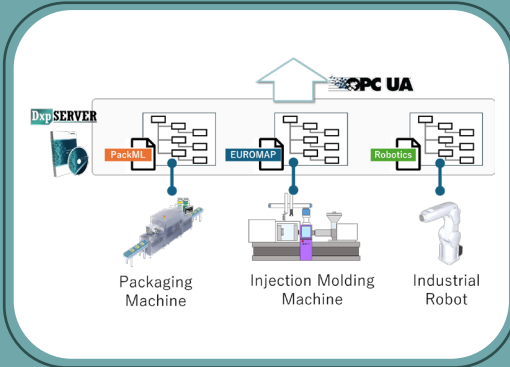 OPC UA
DxpSERVER
PackML
EUROMAP
Robotics
Packaging
Machine
Injection Molding
Machine
Industrial
Robot